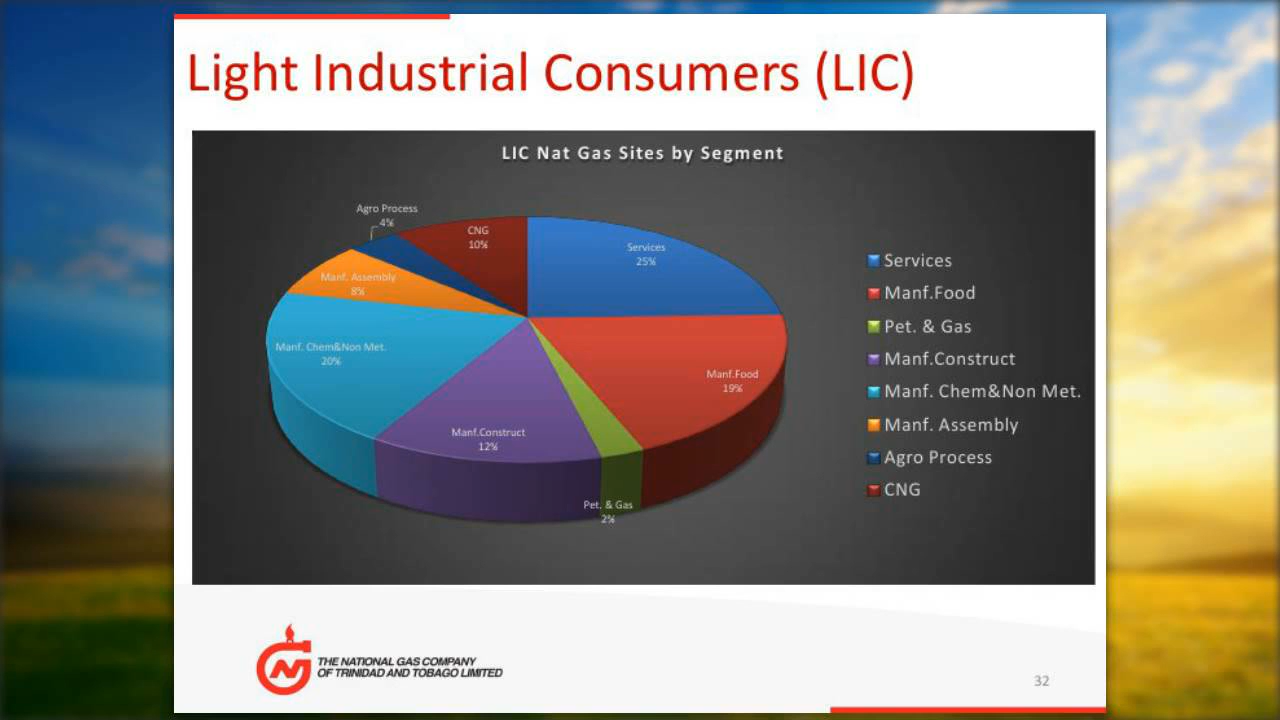 Light Industrial Consumers (LIC)
LIC Nat Gas Sites by Segment
Agro Process
4%
CNG
10%
Services
25%
Manf. Assembly
8%
Manf. Chem&Non Met.
20%
Manf.Food
19%
Manf.Construct
12%
Pet. & Gas
2%
Services
Manf.Food
Pet. & Gas
Manf.Construct
Manf. Chem&Non Met.
Manf. Assembly
Agro Process
CNG
THE NATIONAL GAS COMPANY
OF TRINIDAD AND TOBAGO LIMITED
32